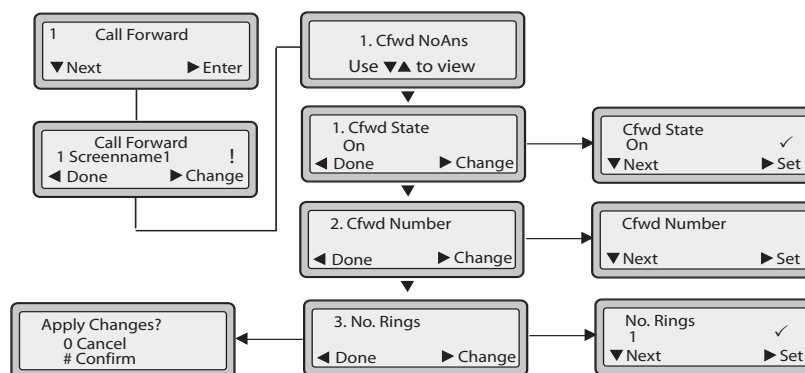 1 Call Forward
▼Next ►Enter
Call Forward
1 Screenname1 !
◄ Done ►Change
1. Cfwd NoAns
Use ▼▲ to view
1. Cfwd State
On
◄ Done ►Change
Cfwd State
On ✓
▼Next ►Set
2. Cfwd Number
◄ Done ►Change
Cfwd Number
▼Next ►Set
3. No. Rings
◄ Done ►Change
No. Rings
1 ✓
▼Next ►Set
Apply Changes?
0 Cancel
# Confirm